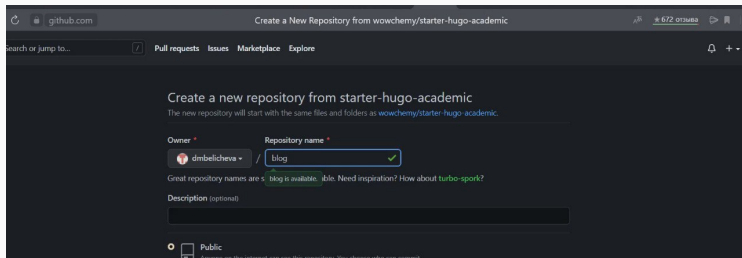 github.com
Create a New Repository from wowchemy/starter-hugo-academic
★ 672 отзыва
Search or jump to...
/
Pull requests Issues Marketplace Explore
Create a new repository from starter-hugo-academic
The new repository will start with the same files and folders as wowchemy/starter-hugo-academic.
Owner *
Repository name *
dmbelicheva
/
blog
Great repository names are s
blog is available.
ble. Need inspiration? How about turbo-spork?
Description (optional)
Public